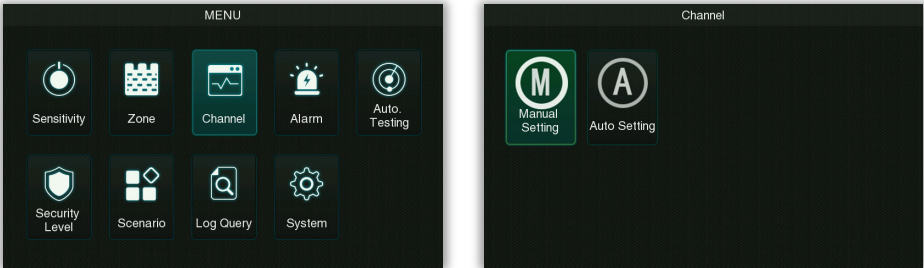 MENU
Sensitivity
Zone
Channel
Alarm
Auto.
Testing
Security
Level
Scenario
Log Query
System
Channel
M
Manual
Setting
A
Auto Setting